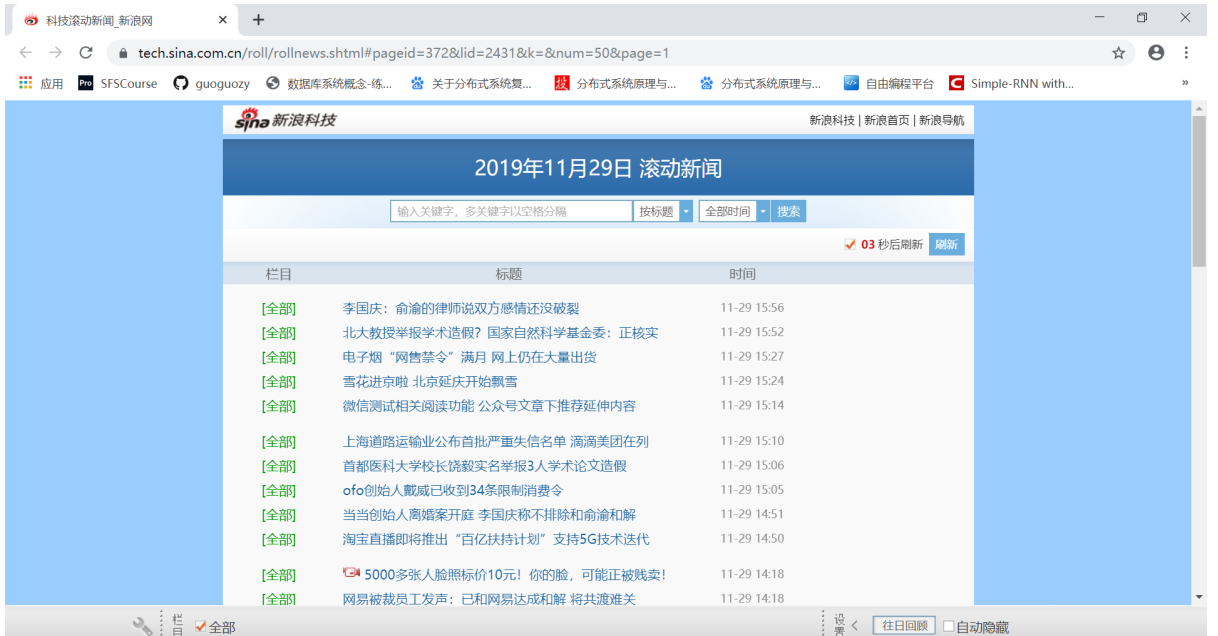 科技滚动新闻_新浪网
tech.sina.com.cn/roll/rollnews.shtml#pageid=372&lid=2431&k=&num=50&page=1
应用 Pro SFSCourse guoguozy 数据库系统概念-练... 关于分布式系统复... 投 分布式系统原理与... 分布式系统原理与... 自由编程平台 C Simple-RNN with... »
sina 新浪科技 新浪科技 | 新浪首页 | 新浪导航
2019年11月29日 滚动新闻
输入关键字，多关键字以空格分隔 按标题 全部时间 搜索
03 秒后刷新 刷新
栏目 标题 时间
[全部] 李国庆：俞渝的律师说双方感情还没破裂 11-29 15:56
[全部] 北大教授举报学术造假？国家自然科学基金委：正核实 11-29 15:52
[全部] 电子烟“网售禁令”满月 网上仍在大量出货 11-29 15:27
[全部] 雪花进京啦 北京延庆开始飘雪 11-29 15:24
[全部] 微信测试相关阅读功能 公众号文章下推荐延伸内容 11-29 15:14
[全部] 上海道路运输业公布首批严重失信名单 滴滴美团在列 11-29 15:10
[全部] 首都医科大学校长饶毅实名举报3人学术论文造假 11-29 15:06
[全部] ofo创始人戴威已收到34条限制消费令 11-29 15:05
[全部] 当当创始人离婚案开庭 李国庆称不排除和俞渝和解 11-29 14:51
[全部] 淘宝直播即将推出“百亿扶持计划”支持5G技术迭代 11-29 14:50
[全部] 5000多张人脸照标价10元！你的脸，可能正被贱卖！ 11-29 14:18
[全部] 网易被裁员工发声：已和网易达成和解 将共渡难关 11-29 14:18
栏目 全部 设置 往日回顾 自动隐藏